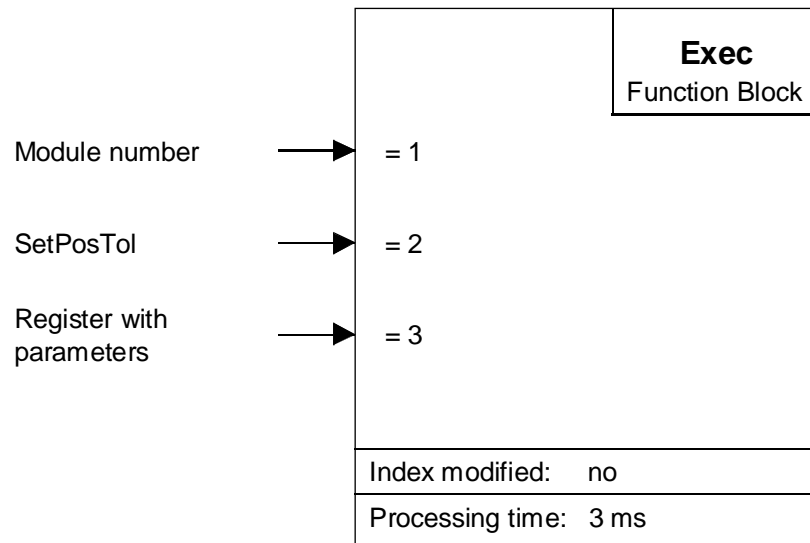 Exec
Function Block
Module number = 1
SetPosTol = 2
Register with
parameters = 3
Index modified: no
Processing time: 3 ms